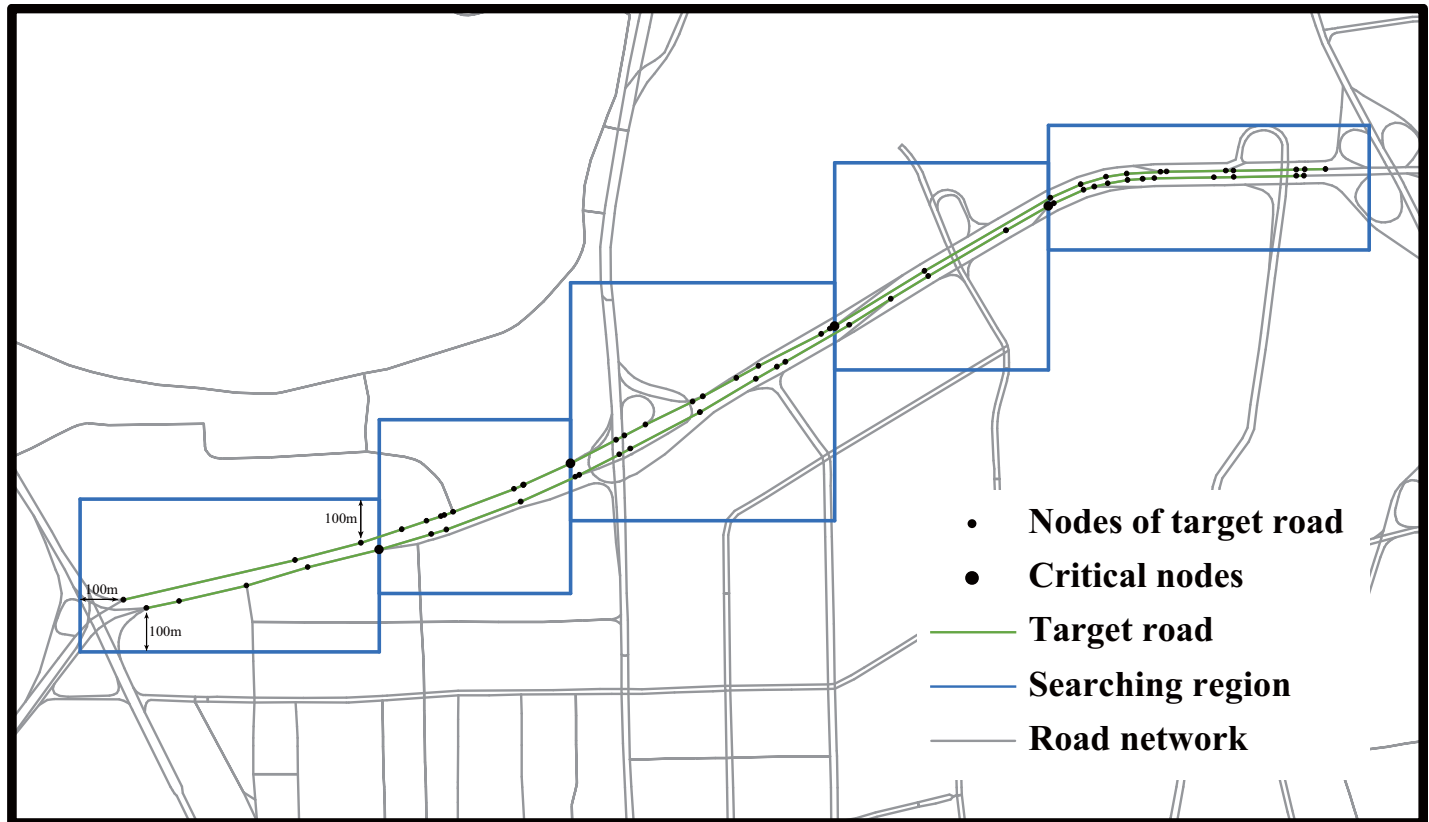 100m
100m
100m
Nodes of target road
Critical nodes
Target road
Searching region
Road network